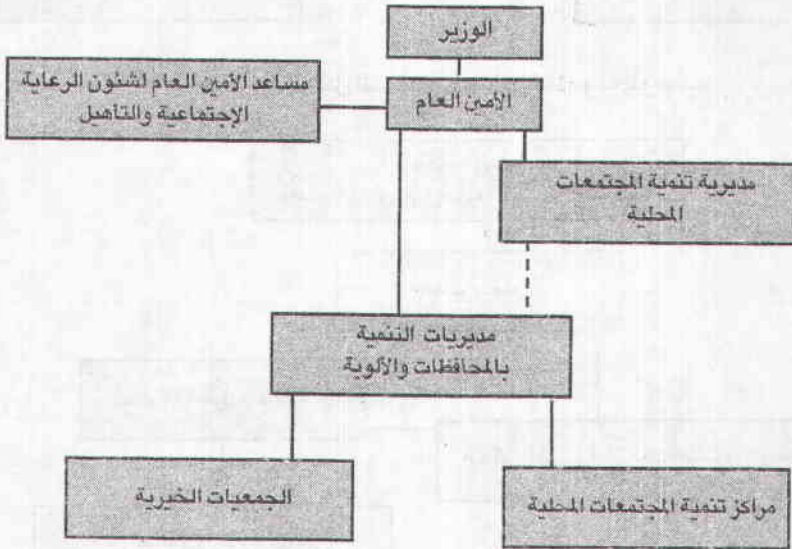 الوزير
الأمين العام
مساعد الأمين العام لشئون الرعاية
الإجتماعية والتاهيل
مديرية تنمية المجتمعات
المحلية
مديريات التنمية
بالمحافظات والألوية
الجمعيات الخيرية
مراكز تنمية المجتمعات المحلية